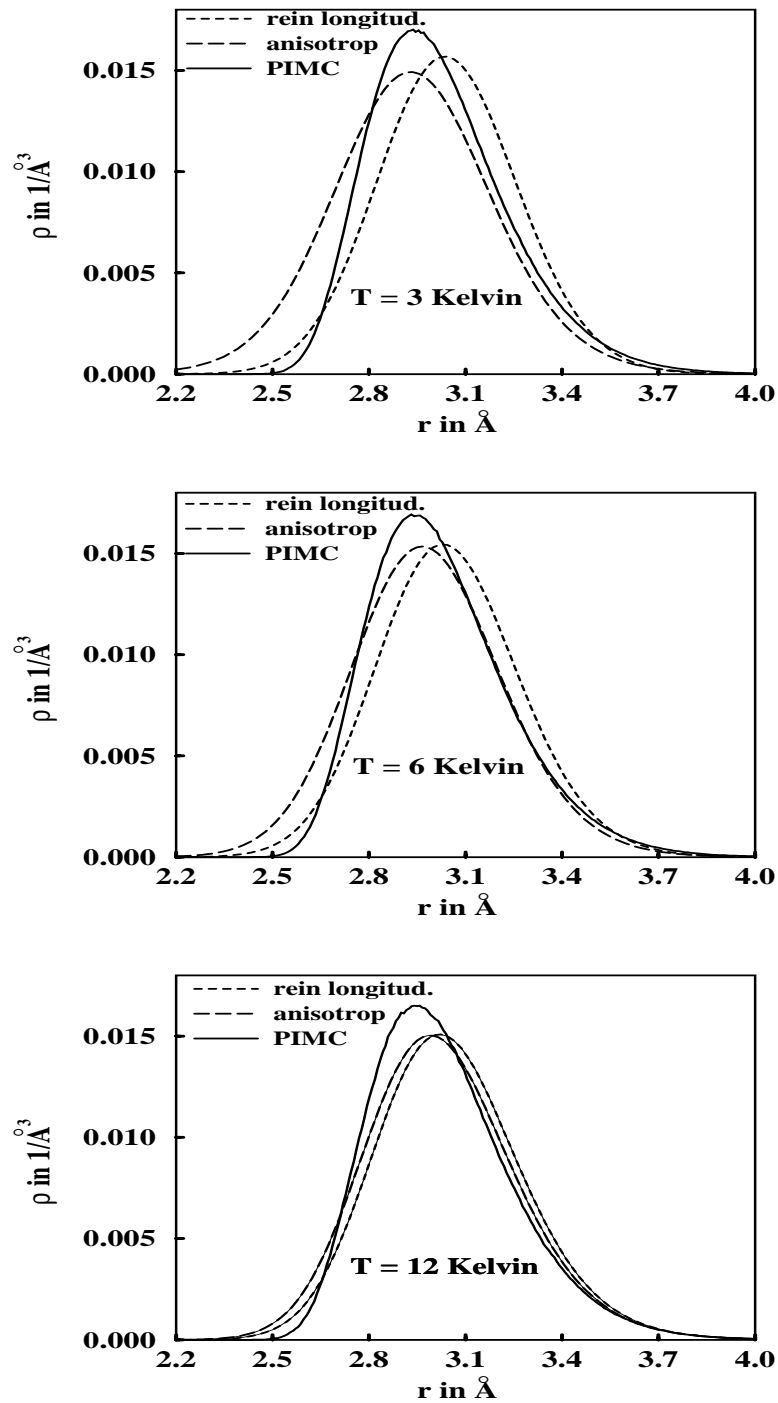 rein longitud.
anisotrop
PIMC
0.015
0.010
0.005
0.000
ρ in 1/Å³
T = 3 Kelvin
2.2 2.5 2.8 3.1 3.4 3.7 4.0
r in Å
rein longitud.
anisotrop
PIMC
0.015
0.010
0.005
0.000
ρ in 1/Å³
T = 6 Kelvin
2.2 2.5 2.8 3.1 3.4 3.7 4.0
r in Å
rein longitud.
anisotrop
PIMC
0.015
0.010
0.005
0.000
ρ in 1/Å³
T = 12 Kelvin
2.2 2.5 2.8 3.1 3.4 3.7 4.0
r in Å